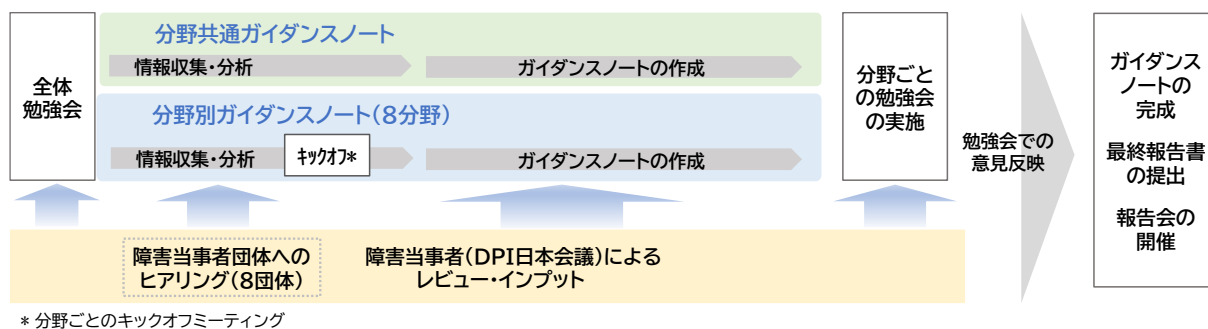 全体
勉強会
分野共通ガイダンスノート
情報収集・分析
ガイダンスノートの作成
分野別ガイダンスノート(8分野)
情報収集・分析
ｷｯｸｵﾌ*
ガイダンスノートの作成
分野ごと
の勉強会
の実施
勉強会での
意見反映
ガイダンス
ノートの
完成
最終報告書
の提出
報告会の
開催
障害当事者団体への
ヒアリング(8団体)
障害当事者(DPI日本会議)による
レビュー・インプット
* 分野ごとのキックオフミーティング